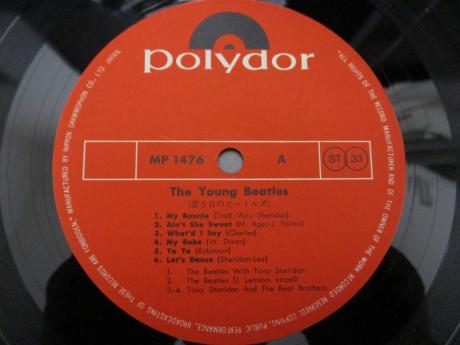 polydor
MP 1476 A ST 33
The Young Beatles
(若き日のビートルズ)
1. My Bonnie (Trad./Arr.: Sheridan)
2. Ain't She Sweet (M. Ager-J. Yellen)
3. What'd I Say (Charles)
4. My Babe (W. Dixon)
5. Ya Ya (Robinson)
6. Let's Dance (Sheridan-Lee)
1. The Beatles With Tony Sheridan
2. The Beatles (J. Lennon: vocal)
3.-6. Tony Sheridan And The Beat Brothers
"ALL RIGHTS OF THE RECORD MANUFACTURER AND OF THE OWNER OF THE WORK RECORDED RESERVED; COPYING, PUBLIC PERFORMANCE, BROADCASTING OF THESE RECORDS ARE FORBIDDEN" MANUFACTURED BY NIPPON GRAMMOPHON CO., LTD. JAPAN.